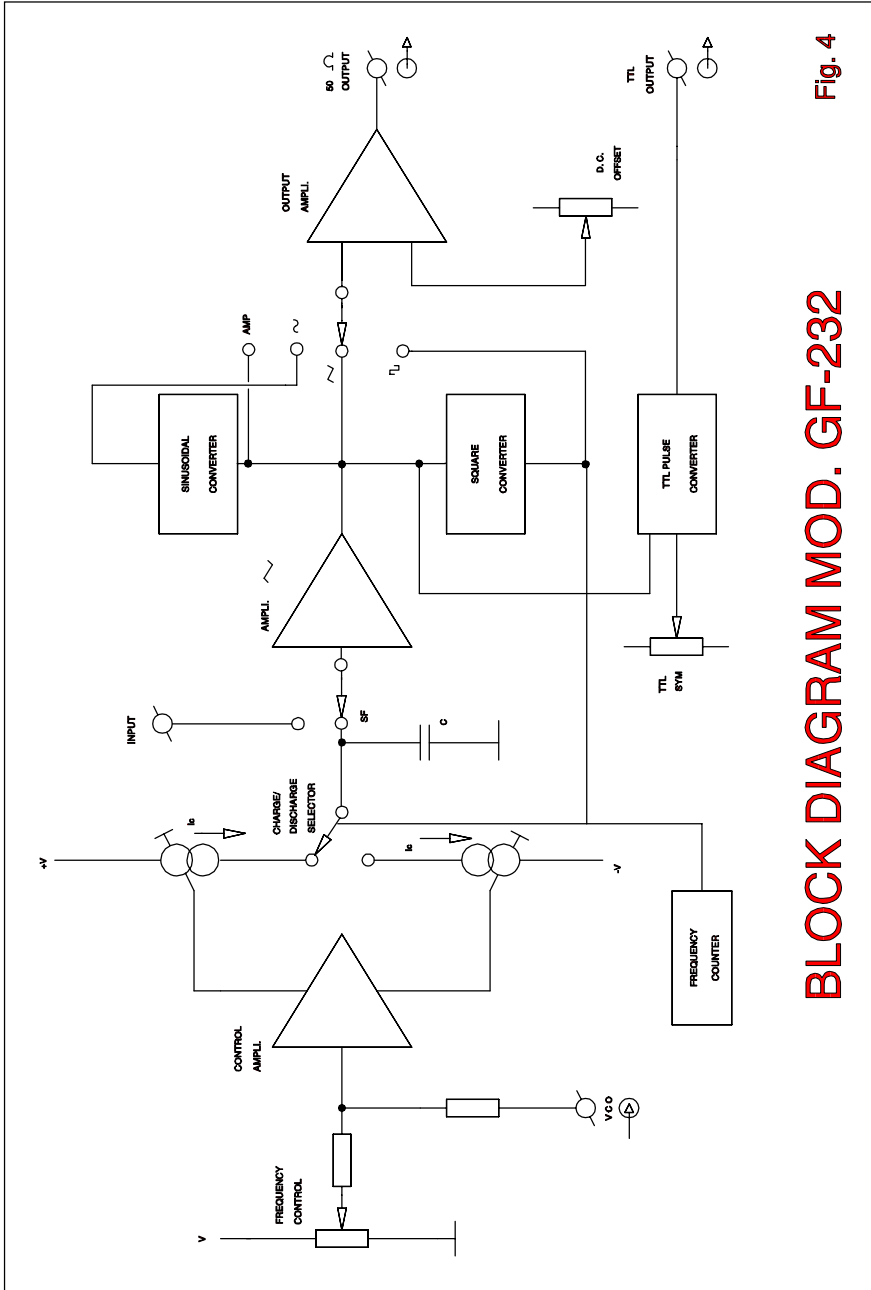 50 Ω
OUTPUT
TTL
OUTPUT
Fig. 4
OUTPUT
AMPLI.
D.C.
OFFSET
AMP
SINUSOIDAL
CONVERTER
SQUARE
CONVERTER
TTL PULSE
CONVERTER
AMPLI.
TTL
SYM
INPUT
SF
C
CHARGE/
DISCHARGE
SELECTOR
Ic
Ic
+V
-V
CONTROL
AMPLI.
FREQUENCY
COUNTER
FREQUENCY
CONTROL
V
VCO
BLOCK DIAGRAM MOD. GF-232